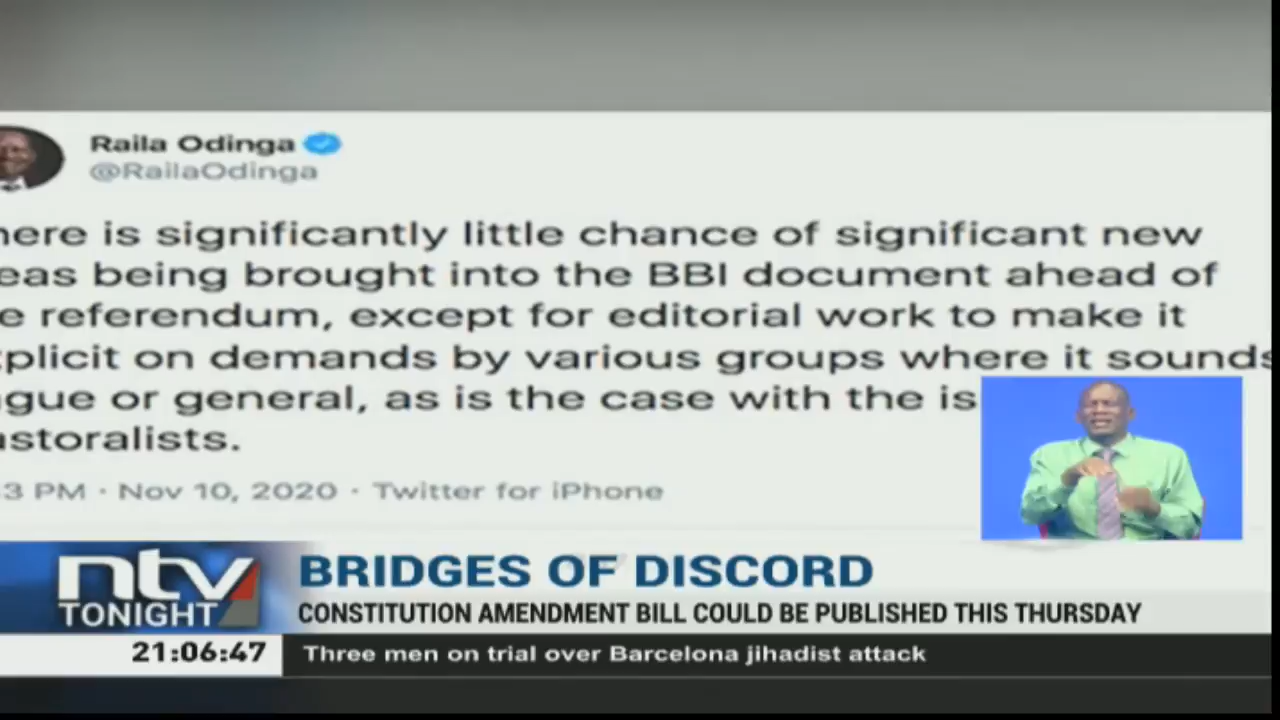 Raila Odinga
@RailaOdinga
here is significantly little chance of significant new
eas being brought into the BBI document ahead of
e referendum, except for editorial work to make it
plicit on demands by various groups where it sounds
gue or general, as is the case with the is
storalists.
3 PM · Nov 10, 2020 · Twitter for iPhone
ntv
TONIGHT
BRIDGES OF DISCORD
CONSTITUTION AMENDMENT BILL COULD BE PUBLISHED THIS THURSDAY
21:06:47
Three men on trial over Barcelona jihadist attack